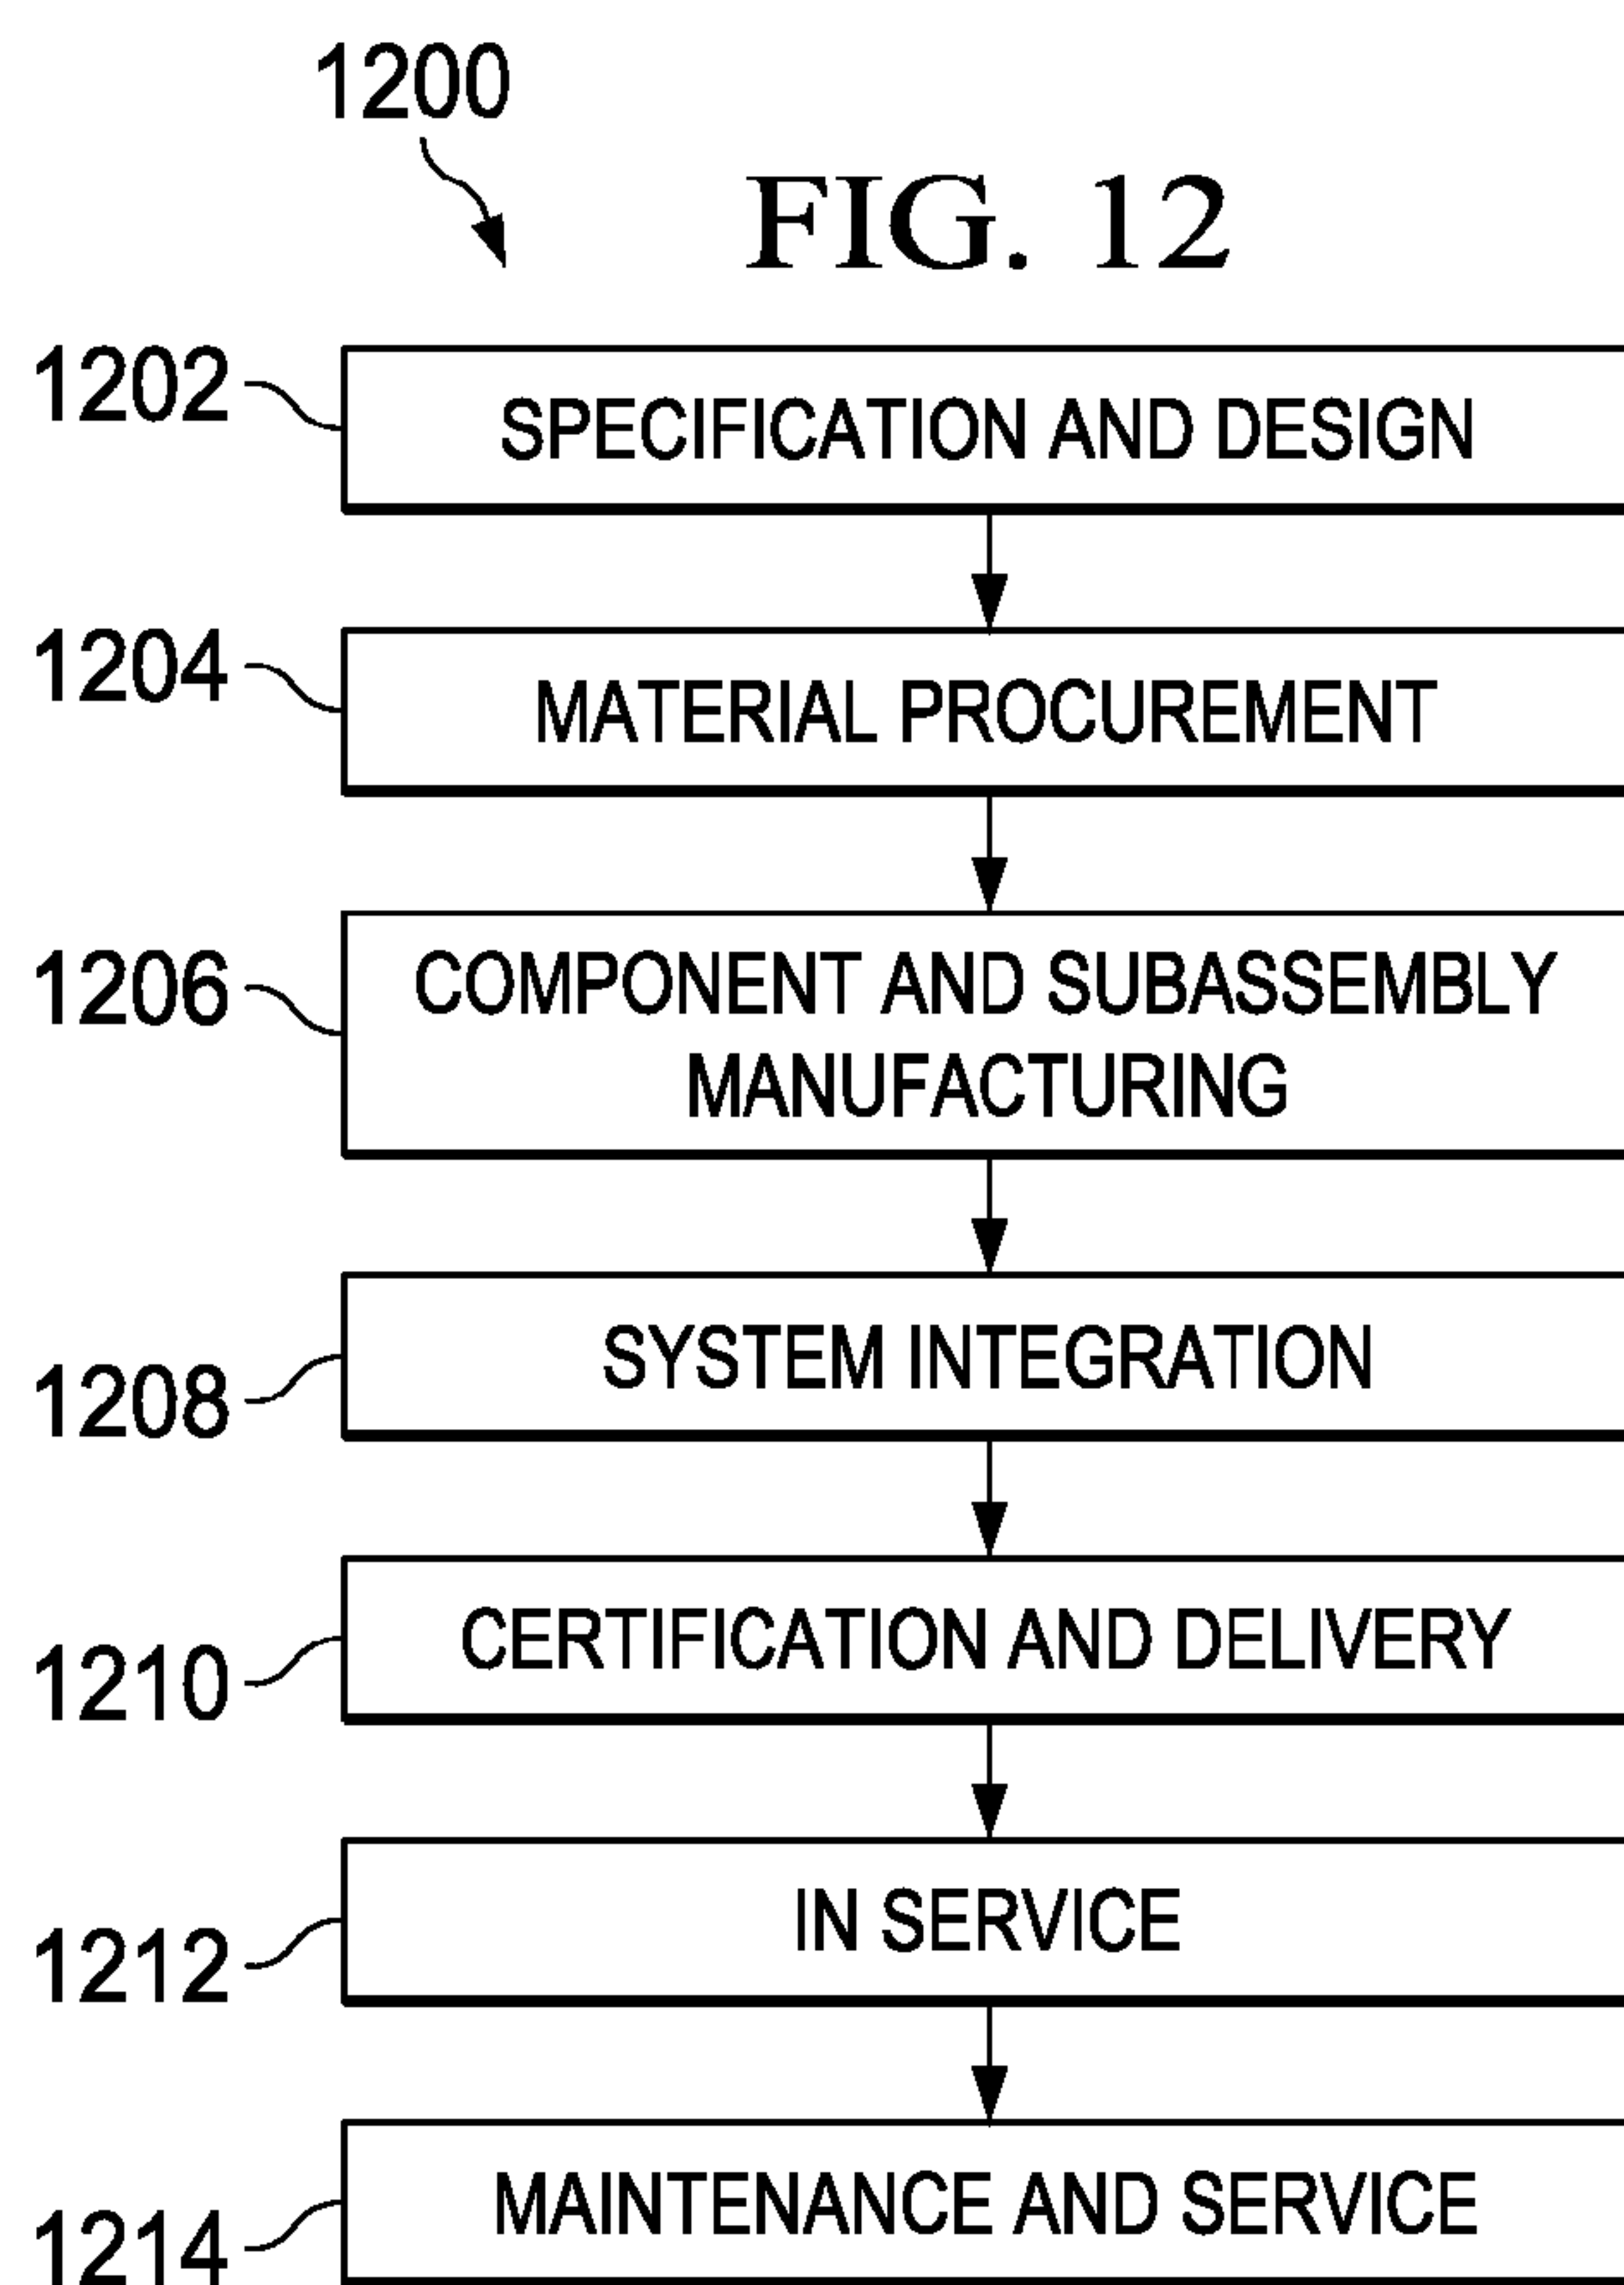 1200
FIG. 12
1202
SPECIFICATION AND DESIGN
1204
MATERIAL PROCUREMENT
1206
COMPONENT AND SUBASSEMBLY
MANUFACTURING
1208
SYSTEM INTEGRATION
1210
CERTIFICATION AND DELIVERY
1212
IN SERVICE
1214
MAINTENANCE AND SERVICE